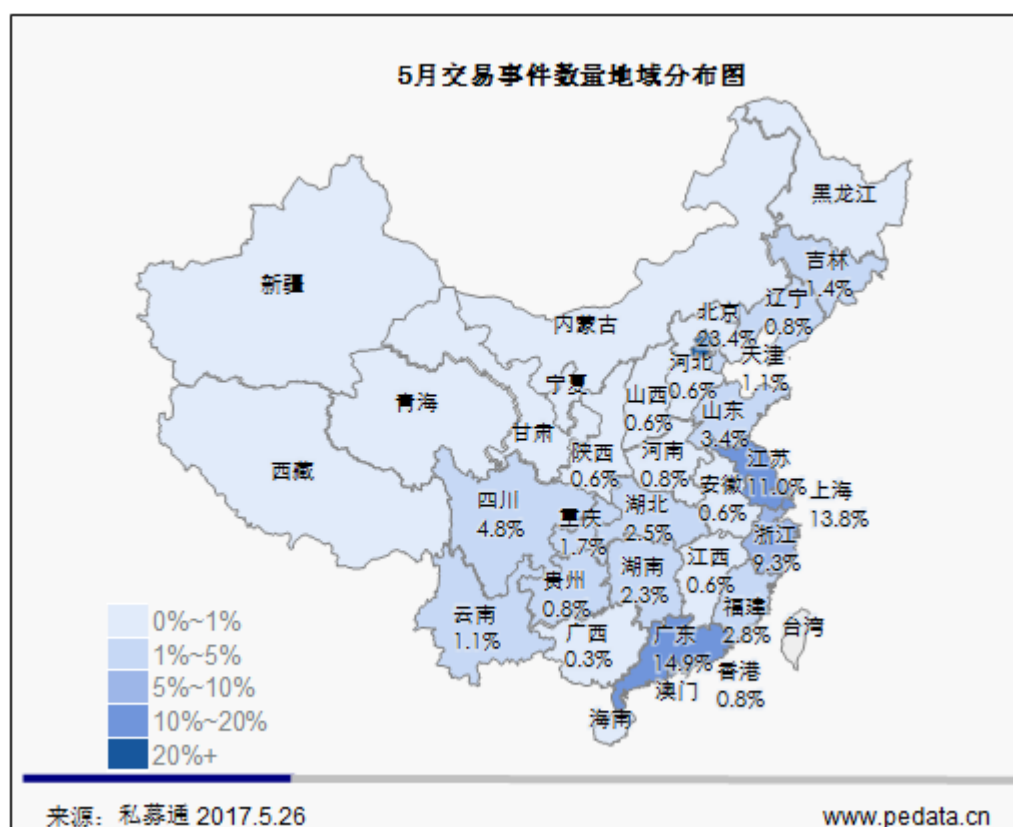 5月交易事件数量地域分布图
黑龙江
吉林
1.4%
新疆
辽宁
0.8%
北京
23.4%
内蒙古
天津
1.1%
河北
0.6%
宁夏
山西
0.6%
青海
山东
3.4%
甘肃
陕西
0.6%
河南
0.8%
江苏
11.0%
西藏
安徽
0.6%
上海
13.8%
四川
4.8%
湖北
2.5%
重庆
1.7%
浙江
9.3%
江西
0.6%
湖南
2.3%
贵州
0.8%
福建
2.8%
云南
1.1%
台湾
广西
0.3%
广东
14.9%
香港
0.8%
澳门
海南
0%~1%
1%~5%
5%~10%
10%~20%
20%+
来源：私募通 2017.5.26
www.pedata.cn